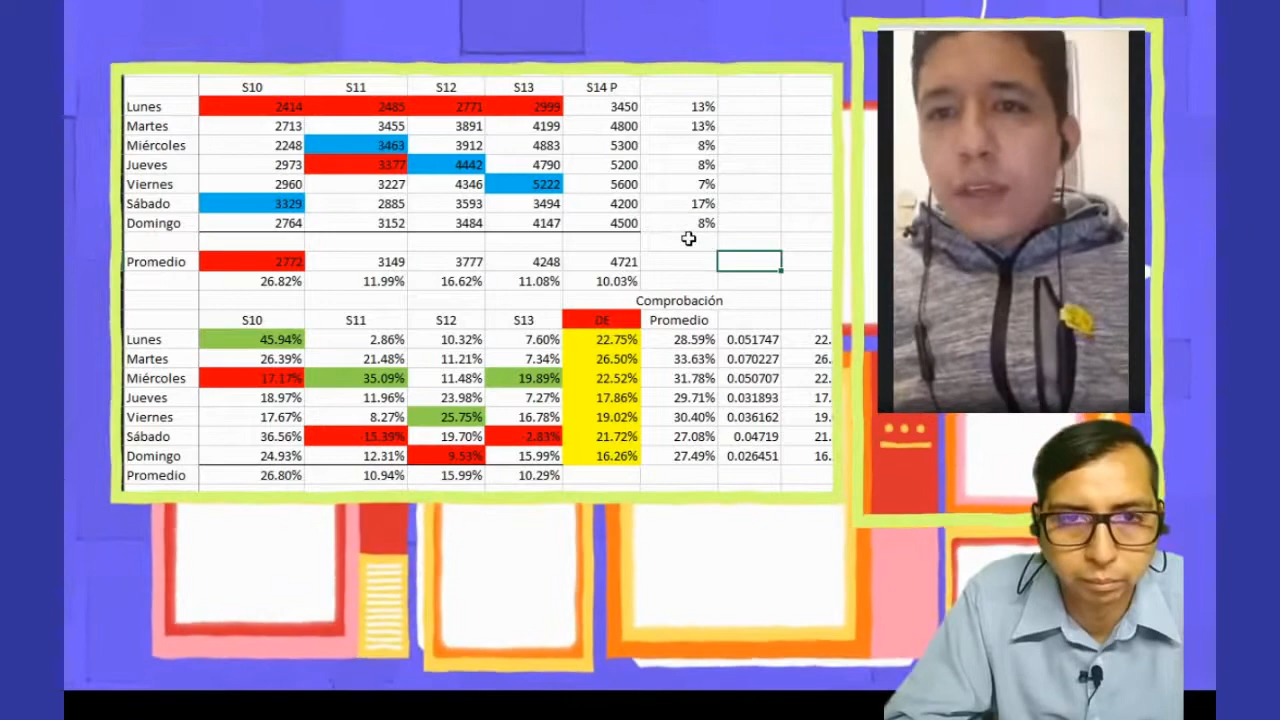 S10 S11 S12 S13 S14 P
Lunes 2414 2485 2771 2999 3450 13%
Martes 2713 3455 3891 4199 4800 13%
Miércoles 2248 3463 3912 4883 5300 8%
Jueves 2973 3377 4442 4790 5200 8%
Viernes 2960 3227 4346 5222 5600 7%
Sábado 3329 2885 3593 3494 4200 17%
Domingo 2764 3152 3484 4147 4500 8%
Promedio 2772 3149 3777 4248 4721
26.82% 11.99% 16.62% 11.08% 10.03%
Comprobación
S10 S11 S12 S13 DE Promedio
Lunes 45.94% 2.86% 10.32% 7.60% 22.75% 28.59% 0.051747 22.
Martes 26.39% 21.48% 11.21% 7.34% 26.50% 33.63% 0.070227 26.
Miércoles 17.17% 35.09% 11.48% 19.89% 22.52% 31.78% 0.050707 22.
Jueves 18.97% 11.96% 23.98% 7.27% 17.86% 29.71% 0.031893 17.
Viernes 17.67% 8.27% 25.75% 16.78% 19.02% 30.40% 0.036162 19.
Sábado 36.56% -15.39% 19.70% -2.83% 21.72% 27.08% 0.04719 21.
Domingo 24.93% 12.31% 9.53% 15.99% 16.26% 27.49% 0.026451 16.
Promedio 26.80% 10.94% 15.99% 10.29%